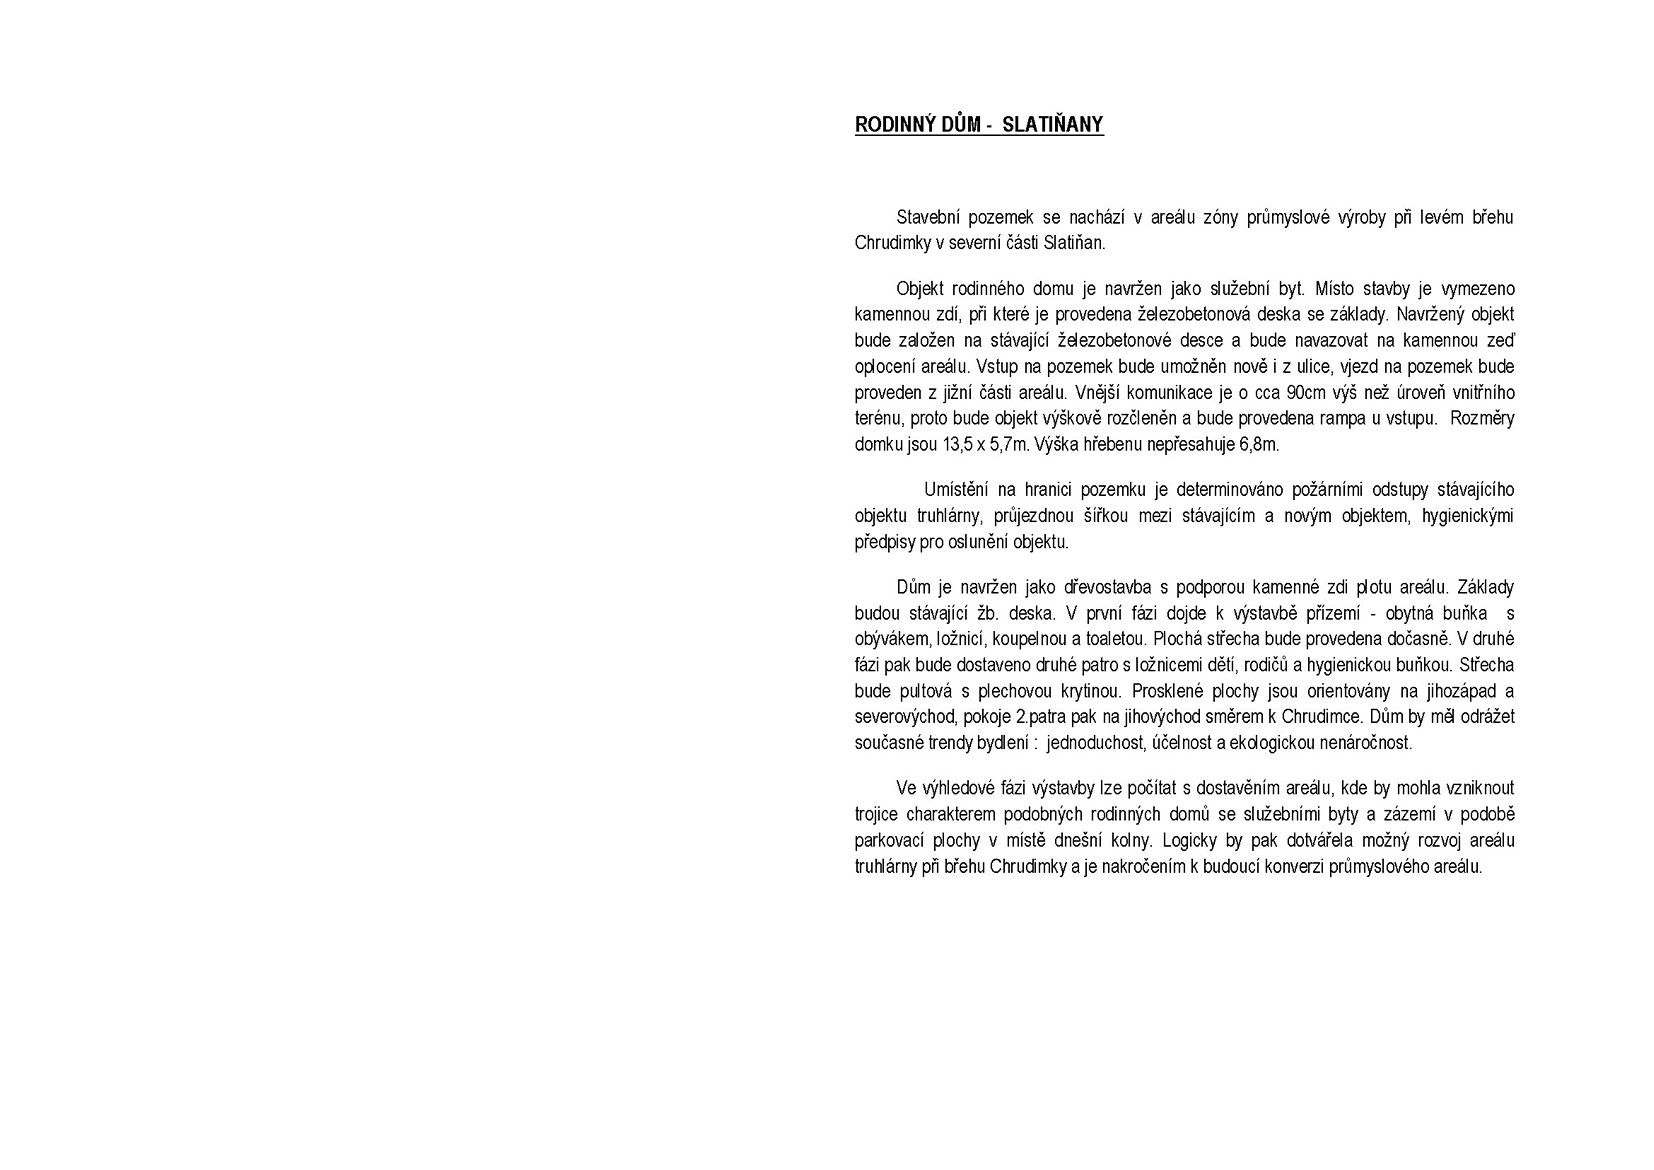 RODINNÝ DŮM -  SLATIŇANY
Stavební pozemek se nachází v areálu zóny průmyslové výroby při levém břehu
Chrudimky v severní části Slatiňan.
Objekt rodinného domu je navržen jako služební byt. Místo stavby je vymezeno
kamennou zdí, při které je provedena železobetonová deska se základy. Navržený objekt
bude založen na stávající železobetonové desce a bude navazovat na kamennou zeď
oplocení areálu. Vstup na pozemek bude umožněn nově i z ulice, vjezd na pozemek bude
proveden z jižní části areálu. Vnější komunikace je o cca 90cm výš než úroveň vnitřního
terénu, proto bude objekt výškově rozčleněn a bude provedena rampa u vstupu.  Rozměry
domku jsou 13,5 x 5,7m. Výška hřebenu nepřesahuje 6,8m.
Umístění na hranici pozemku je determinováno požárními odstupy stávajícího
objektu truhlárny, průjezdnou šířkou mezi stávajícím a novým objektem, hygienickými
předpisy pro oslunění objektu.
Dům je navržen jako dřevostavba s podporou kamenné zdi plotu areálu. Základy
budou stávající žb. deska. V první fázi dojde k výstavbě přízemí - obytná buňka  s
obývákem, ložnicí, koupelnou a toaletou. Plochá střecha bude provedena dočasně. V druhé
fázi pak bude dostaveno druhé patro s ložnicemi dětí, rodičů a hygienickou buňkou. Střecha
bude pultová s plechovou krytinou. Prosklené plochy jsou orientovány na jihozápad a
severovýchod, pokoje 2.patra pak na jihovýchod směrem k Chrudimce. Dům by měl odrážet
současné trendy bydlení :  jednoduchost, účelnost a ekologickou nenáročnost.
Ve výhledové fázi výstavby lze počítat s dostavěním areálu, kde by mohla vzniknout
trojice charakterem podobných rodinných domů se služebními byty a zázemí v podobě
parkovací plochy v místě dnešní kolny. Logicky by pak dotvářela možný rozvoj areálu
truhlárny při břehu Chrudimky a je nakročením k budoucí konverzi průmyslového areálu.